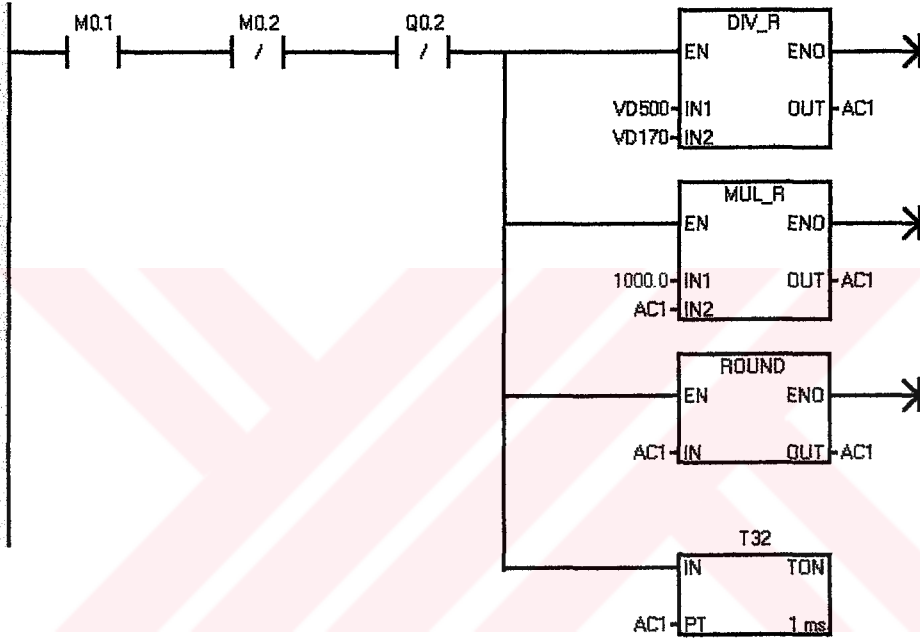 M0.1 M0.2 Q0.2
/ /
DIV_R
EN ENO
VD500 IN1 OUT AC1
VD170 IN2
MUL_R
EN ENO
1000.0 IN1 OUT AC1
AC1 IN2
ROUND
EN ENO
AC1 IN OUT AC1
T32
IN TON
AC1 PT 1 ms